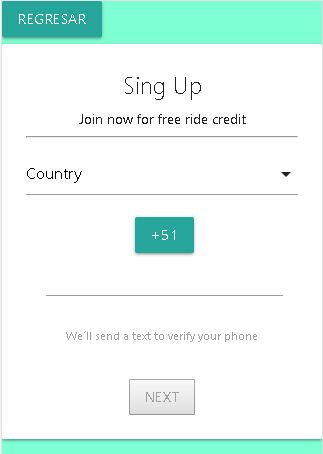 REGRESAR
Sing Up
Join now for free ride credit
Country
+51
We´ll send a text to verify your phone
NEXT